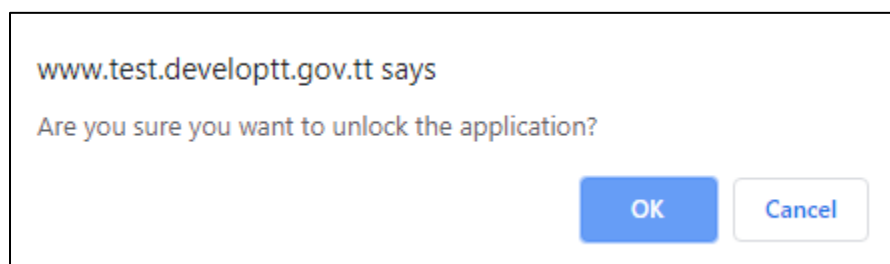 www.test.developtt.gov.tt says
Are you sure you want to unlock the application?
OK Cancel